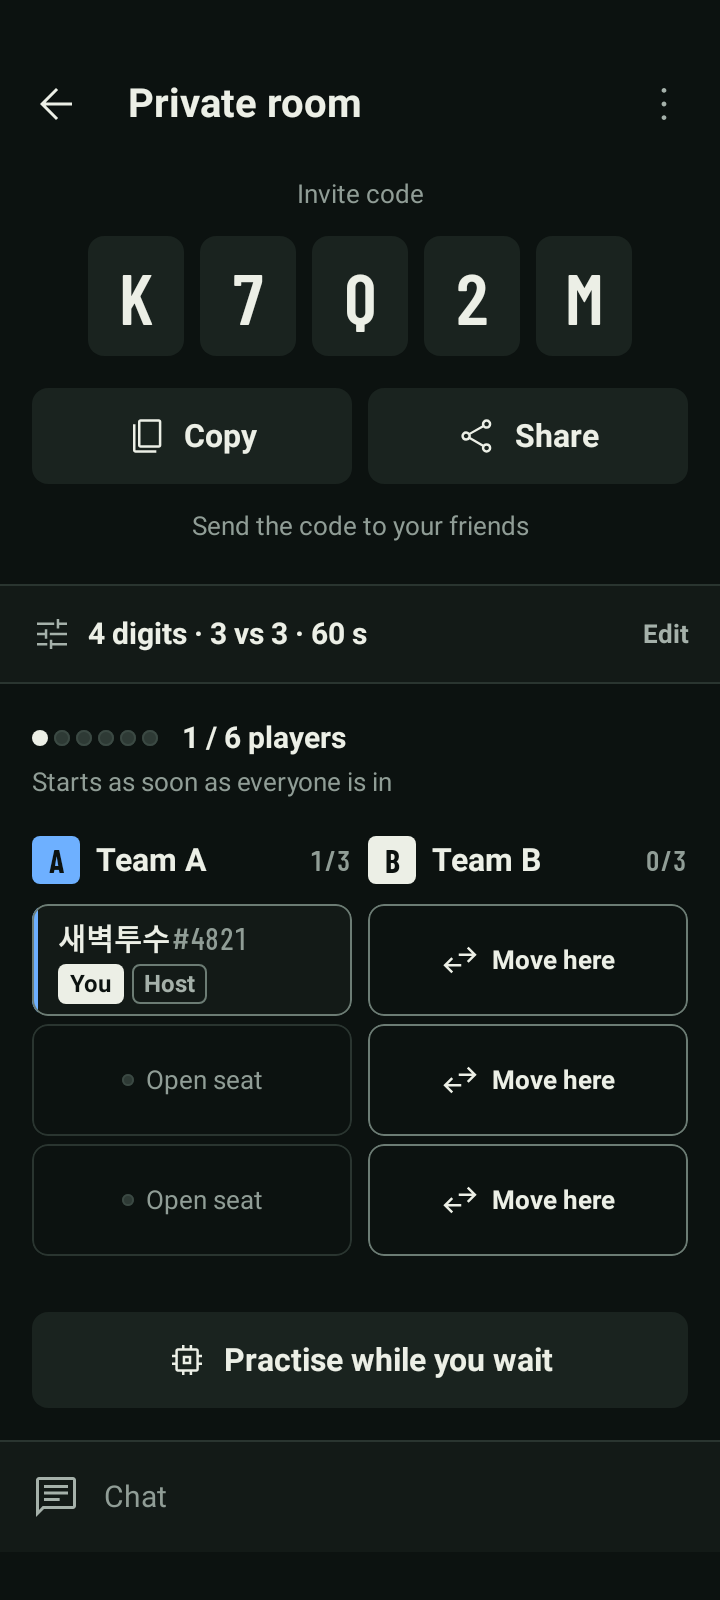 Private room
Invite code
K 7 Q 2 M
Copy
Share
Send the code to your friends
4 digits · 3 vs 3 · 60 s
Edit
1 / 6 players
Starts as soon as everyone is in
A Team A 1/3
B Team B 0/3
새벽투수#4821
You Host
Move here
Open seat
Move here
Open seat
Move here
Practise while you wait
Chat